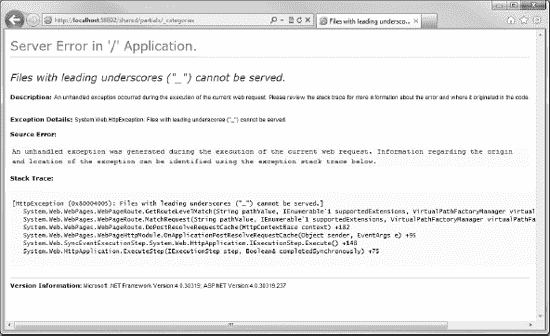 http://localhost:58802/shared/partials/_categories
Files with leading undersco...
Server Error in '/' Application.
Files with leading underscores ("_") cannot be served.
Description: An unhandled exception occurred during the execution of the current web request. Please review the stack trace for more information about the error and where it originated in the code.
Exception Details: System.Web.HttpException: Files with leading underscores ("_") cannot be served.
Source Error:
An unhandled exception was generated during the execution of the current web request. Information regarding the origin
and location of the exception can be identified using the exception stack trace below.
Stack Trace:
[HttpException (0x80004005): Files with leading underscores ("_") cannot be served.]
System.Web.WebPages.WebPageRoute.GetRouteLevelMatch(String pathValue, IEnumerable`1 supportedExtensions, VirtualPathFactoryManager virtual
System.Web.WebPages.WebPageRoute.MatchRequest(String pathValue, IEnumerable`1 supportedExtensions, VirtualPathFactoryManager virtualPath
System.Web.WebPages.WebPageRoute.DoPostResolveRequestCache(HttpContextBase context) +182
System.Web.WebPages.WebPageHttpModule.OnApplicationPostResolveRequestCache(Object sender, EventArgs e) +95
System.Web.SyncEventExecutionStep.System.Web.HttpApplication.IExecutionStep.Execute() +148
System.Web.HttpApplication.ExecuteStep(IExecutionStep step, Boolean& completedSynchronously) +75
Version Information: Microsoft .NET Framework Version:4.0.30319; ASP.NET Version:4.0.30319.237